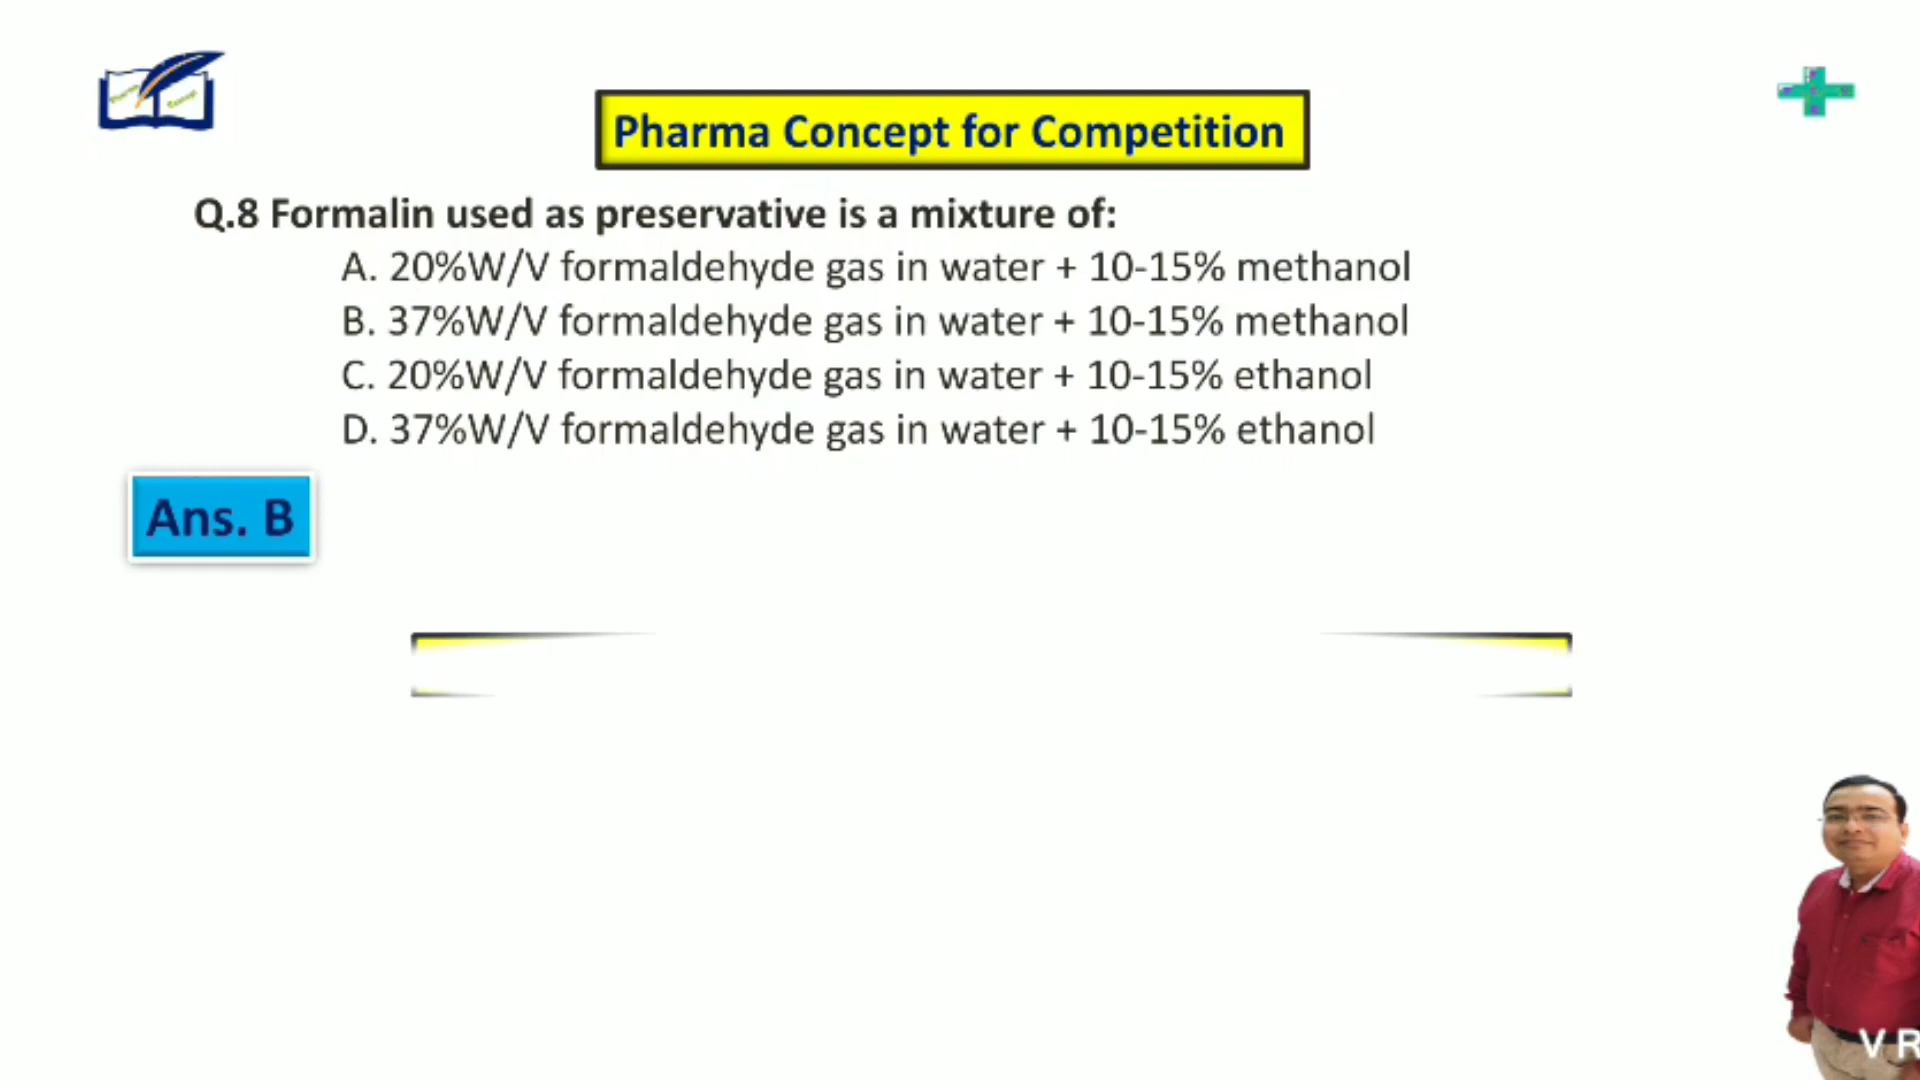 Pharma Concept for Competition
Q.8 Formalin used as preservative is a mixture of:
A. 20%W/V formaldehyde gas in water + 10-15% methanol
B. 37%W/V formaldehyde gas in water + 10-15% methanol
C. 20%W/V formaldehyde gas in water + 10-15% ethanol
D. 37%W/V formaldehyde gas in water + 10-15% ethanol
Ans. B
V R